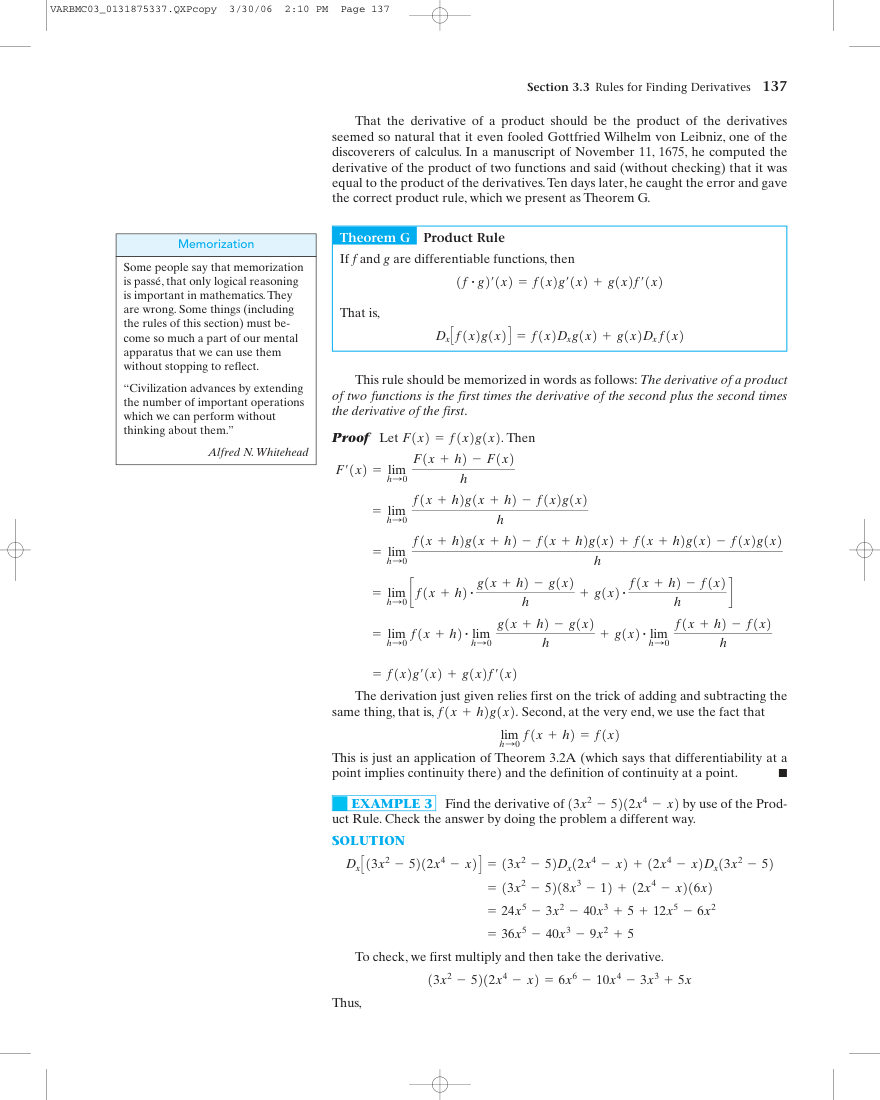 VARBMC03_0131875337.QXPcopy 3/30/06 2:10 PM Page 137
Section 3.3 Rules for Finding Derivatives 137
That the derivative of a product should be the product of the derivatives
seemed so natural that it even fooled Gottfried Wilhelm von Leibniz, one of the
discoverers of calculus. In a manuscript of November 11, 1675, he computed the
derivative of the product of two functions and said (without checking) that it was
equal to the product of the derivatives. Ten days later, he caught the error and gave
the correct product rule, which we present as Theorem G.
Memorization
Some people say that memorization
is passé, that only logical reasoning
is important in mathematics. They
are wrong. Some things (including
the rules of this section) must be-
come so much a part of our mental
apparatus that we can use them
without stopping to reflect.
“Civilization advances by extending
the number of important operations
which we can perform without
thinking about them.”
Alfred N. Whitehead
Theorem G Product Rule
If f and g are differentiable functions, then
(f · g)′(x) = f(x)g′(x) + g(x)f′(x)
That is,
Dₓ[f(x)g(x)] = f(x)Dₓg(x) + g(x)Dₓf(x)
This rule should be memorized in words as follows: The derivative of a product
of two functions is the first times the derivative of the second plus the second times
the derivative of the first.
Proof Let F(x) = f(x)g(x). Then
F′(x) = lim h→0 (F(x + h) − F(x))/h
= lim h→0 (f(x + h)g(x + h) − f(x)g(x))/h
= lim h→0 (f(x + h)g(x + h) − f(x + h)g(x) + f(x + h)g(x) − f(x)g(x))/h
= lim h→0 [f(x + h) · (g(x + h) − g(x))/h + g(x) · (f(x + h) − f(x))/h]
= lim h→0 f(x + h) · lim h→0 (g(x + h) − g(x))/h + g(x) · lim h→0 (f(x + h) − f(x))/h
= f(x)g′(x) + g(x)f′(x)
The derivation just given relies first on the trick of adding and subtracting the
same thing, that is, f(x + h)g(x). Second, at the very end, we use the fact that
lim h→0 f(x + h) = f(x)
This is just an application of Theorem 3.2A (which says that differentiability at a
point implies continuity there) and the definition of continuity at a point. ■
EXAMPLE 3 Find the derivative of (3x² − 5)(2x⁴ − x) by use of the Prod-
uct Rule. Check the answer by doing the problem a different way.
SOLUTION
Dₓ[(3x² − 5)(2x⁴ − x)] = (3x² − 5)Dₓ(2x⁴ − x) + (2x⁴ − x)Dₓ(3x² − 5)
= (3x² − 5)(8x³ − 1) + (2x⁴ − x)(6x)
= 24x⁵ − 3x² − 40x³ + 5 + 12x⁵ − 6x²
= 36x⁵ − 40x³ − 9x² + 5
To check, we first multiply and then take the derivative.
(3x² − 5)(2x⁴ − x) = 6x⁶ − 10x⁴ − 3x³ + 5x
Thus,